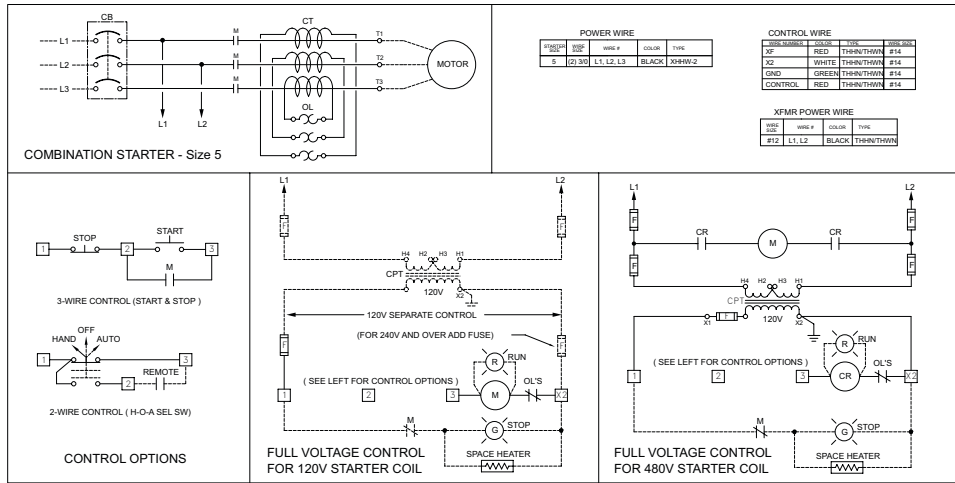 CB
CT
L1
M
T1
L2
M
T2
MOTOR
L3
M
T3
OL
L1
L2
COMBINATION STARTER - Size 5
POWER WIRE
STARTER SIZE WIRE SIZE WIRE # COLOR TYPE
5 (2) 3/0 L1, L2, L3 BLACK XHHW-2
CONTROL WIRE
WIRE NUMBER COLOR TYPE WIRE SIZE
XF RED THHN/THWN #14
X2 WHITE THHN/THWN #14
GND GREEN THHN/THWN #14
CONTROL RED THHN/THWN #14
XFMR POWER WIRE
WIRE SIZE WIRE # COLOR TYPE
#12 L1, L2 BLACK THHN/THWN
STOP START
1 2 3
M
3-WIRE CONTROL (START & STOP )
OFF
HAND AUTO
1 3
REMOTE
2
2-WIRE CONTROL ( H-O-A SEL SW)
CONTROL OPTIONS
L1 L2
F F
H4 H2 H3 H1
CPT
120V X2
120V SEPARATE CONTROL
(FOR 240V AND OVER ADD FUSE)
F F
R RUN
( SEE LEFT FOR CONTROL OPTIONS )
OL'S
1 2 3 M X2
M
G STOP
SPACE HEATER
FULL VOLTAGE CONTROL
FOR 120V STARTER COIL
L1 L2
F F
CR M CR
F F
H4 H2 H3 H1
CPT
F
X1 120V X2
R RUN
( SEE LEFT FOR CONTROL OPTIONS )
OL'S
1 2 3 CR X2
M
G STOP
SPACE HEATER
FULL VOLTAGE CONTROL
FOR 480V STARTER COIL